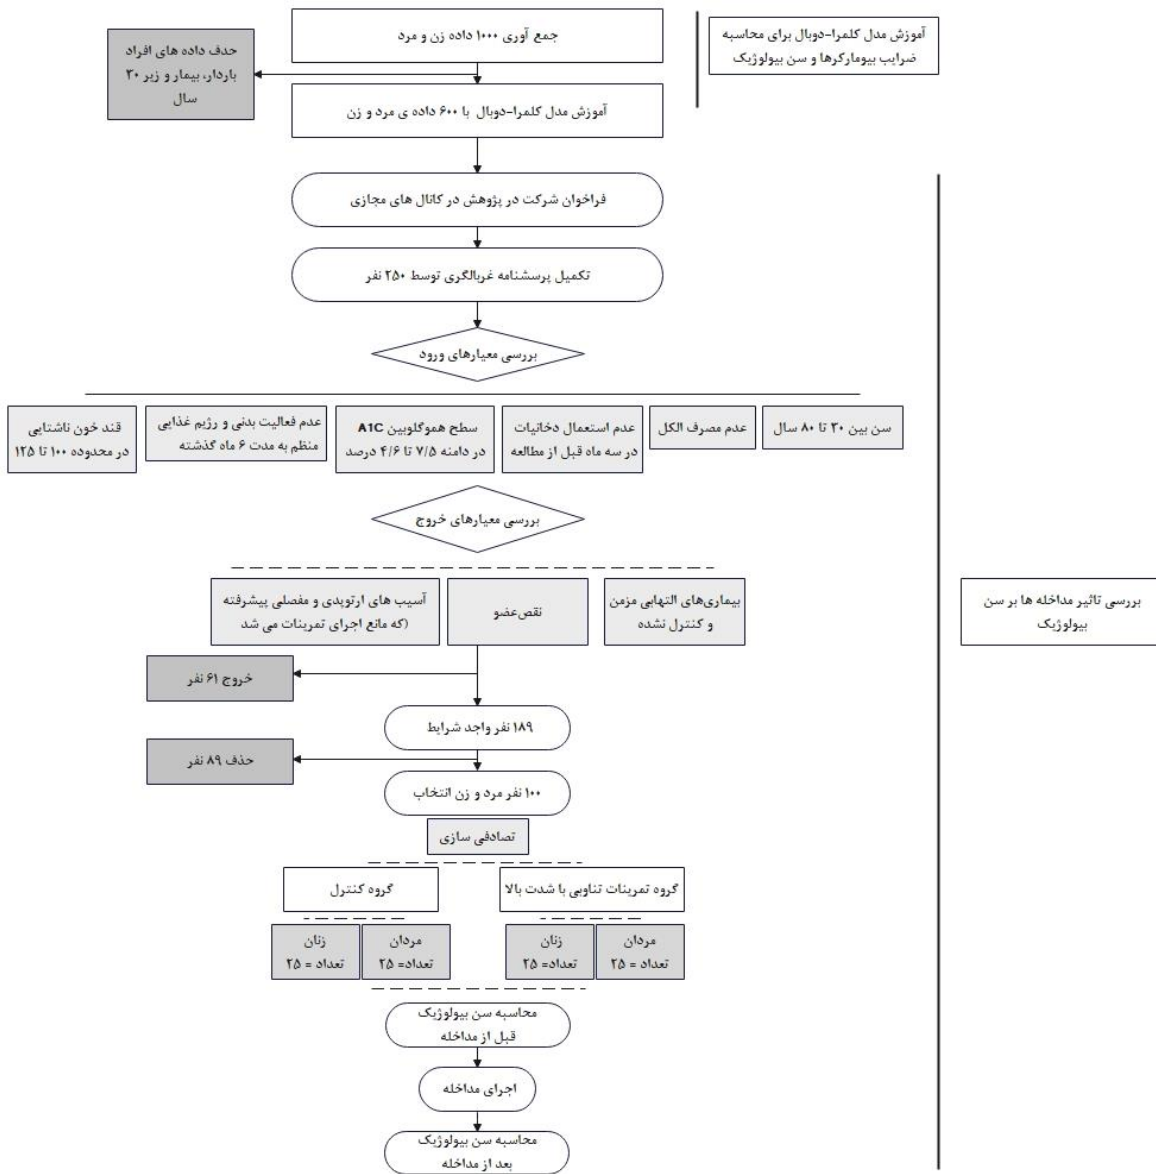 جمع آوری ۱۰۰۰ داده زن و مرد
آموزش مدل کلمرا-دوبال برای محاسبه
ضرایب بیومارکرها و سن بیولوژیک
حذف داده های افراد
باردار، بیمار و زیر ۳۰
سال
آموزش مدل کلمرا-دوبال با ۶۰۰ داده ی مرد و زن
فراخوان شرکت در پژوهش در کانال های مجازی
تکمیل پرسشنامه غربالگری توسط ۲۵۰ نفر
بررسی معیارهای ورود
سن بین ۳۰ تا ۸۰ سال
عدم مصرف الکل
عدم استعمال دخانیات
در سه ماه قبل از مطالعه
سطح هموگلوبین A1C
در دامنه ۷/۵ تا ۴/۶ درصد
عدم فعالیت بدنی و رژیم غذایی
منظم به مدت ۶ ماه گذشته
قند خون ناشتایی
در محدوده ۱۰۰ تا ۱۲۵
بررسی معیارهای خروج
بیماری‌های التهابی مزمن
و کنترل نشده
نقص‌عضو
آسیب های ارتوپدی و مفصلی پیشرفته
(که مانع اجرای تمرینات می شد
بررسی تاثیر مداخله ها بر سن
بیولوژیک
خروج ۶۱ نفر
۱۸۹ نفر واجد شرایط
حذف ۸۹ نفر
۱۰۰ نفر مرد و زن انتخاب
تصادفی سازی
گروه تمرینات تناوبی با شدت بالا
گروه کنترل
مردان
تعداد = ۲۵
زنان
تعداد= ۲۵
مردان
تعداد= ۲۵
زنان
تعداد = ۲۵
محاسبه سن بیولوژیک
قبل از مداخله
اجرای مداخله
محاسبه سن بیولوژیک
بعد از مداخله